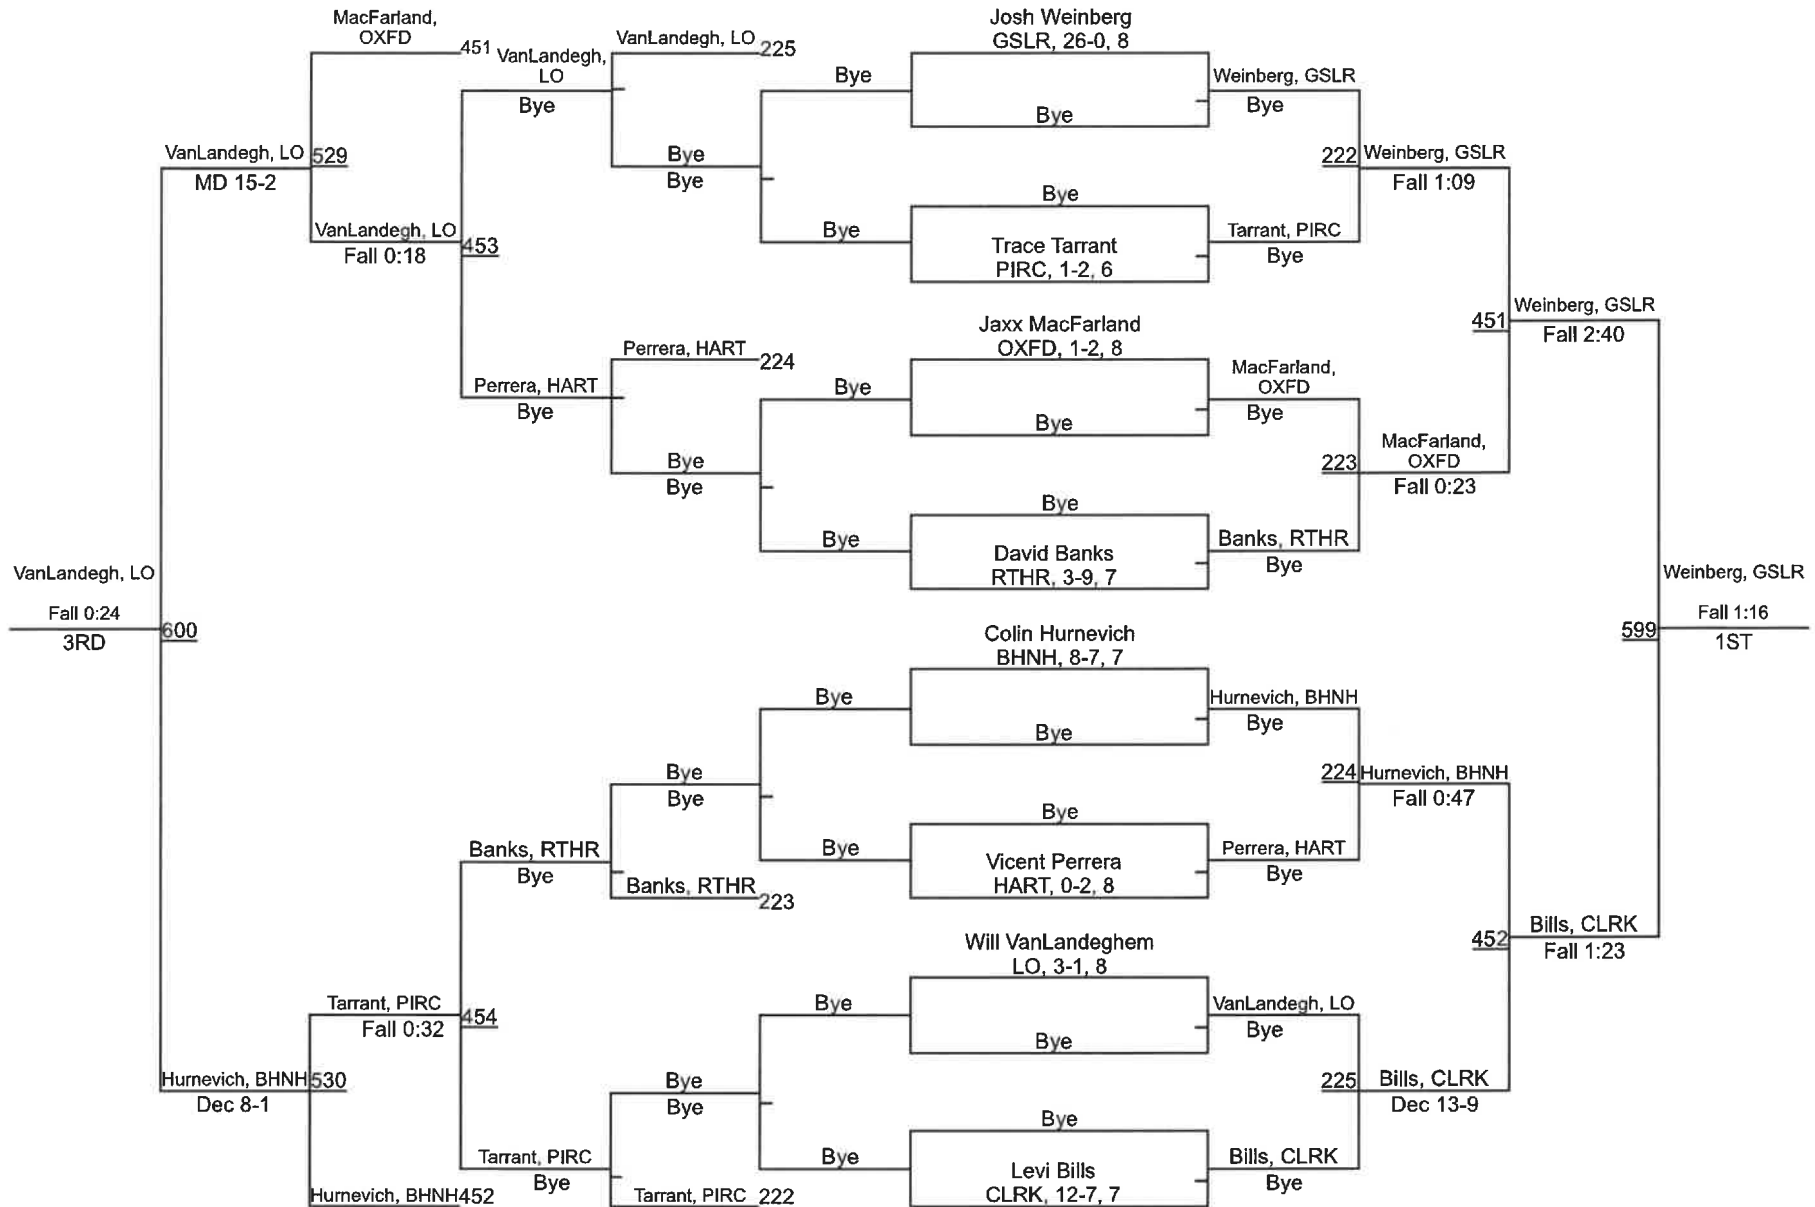 MacFarland,
OXFD
451
VanLandegh,
LO
Bye
VanLandegh, LO 225
Bye
Bye
VanLandegh, LO 529
MD 15-2
VanLandegh, LO
Fall 0:18
453
Perrera, HART
Bye
Perrera, HART 224
Bye
Bye
VanLandegh, LO
Fall 0:24
3RD
600
Banks, RTHR
Bye
Bye
Bye
Banks, RTHR 223
Tarrant, PIRC
Fall 0:32
454
Hurnevich, BHNH 530
Dec 8-1
Tarrant, PIRC
Bye
Bye
Bye
Hurnevich, BHNH 452
Tarrant, PIRC 222
Bye
Bye
Bye
Bye
Bye
Bye
Bye
Bye
Josh Weinberg
GSLR, 26-0, 8
Bye
Bye
Trace Tarrant
PIRC, 1-2, 6
Jaxx MacFarland
OXFD, 1-2, 8
Bye
Bye
David Banks
RTHR, 3-9, 7
Colin Hurnevich
BHNH, 8-7, 7
Bye
Bye
Vicent Perrera
HART, 0-2, 8
Will VanLandeghem
LO, 3-1, 8
Bye
Bye
Levi Bills
CLRK, 12-7, 7
Weinberg, GSLR
Bye
222 Weinberg, GSLR
Fall 1:09
Tarrant, PIRC
Bye
MacFarland,
OXFD
Bye
223
MacFarland,
OXFD
Fall 0:23
Banks, RTHR
Bye
451
Weinberg, GSLR
Fall 2:40
Hurnevich, BHNH
Bye
224 Hurnevich, BHNH
Fall 0:47
Perrera, HART
Bye
VanLandegh, LO
Bye
225 Bills, CLRK
Dec 13-9
Bills, CLRK
Bye
452
Bills, CLRK
Fall 1:23
Weinberg, GSLR
Fall 1:16
599
1ST